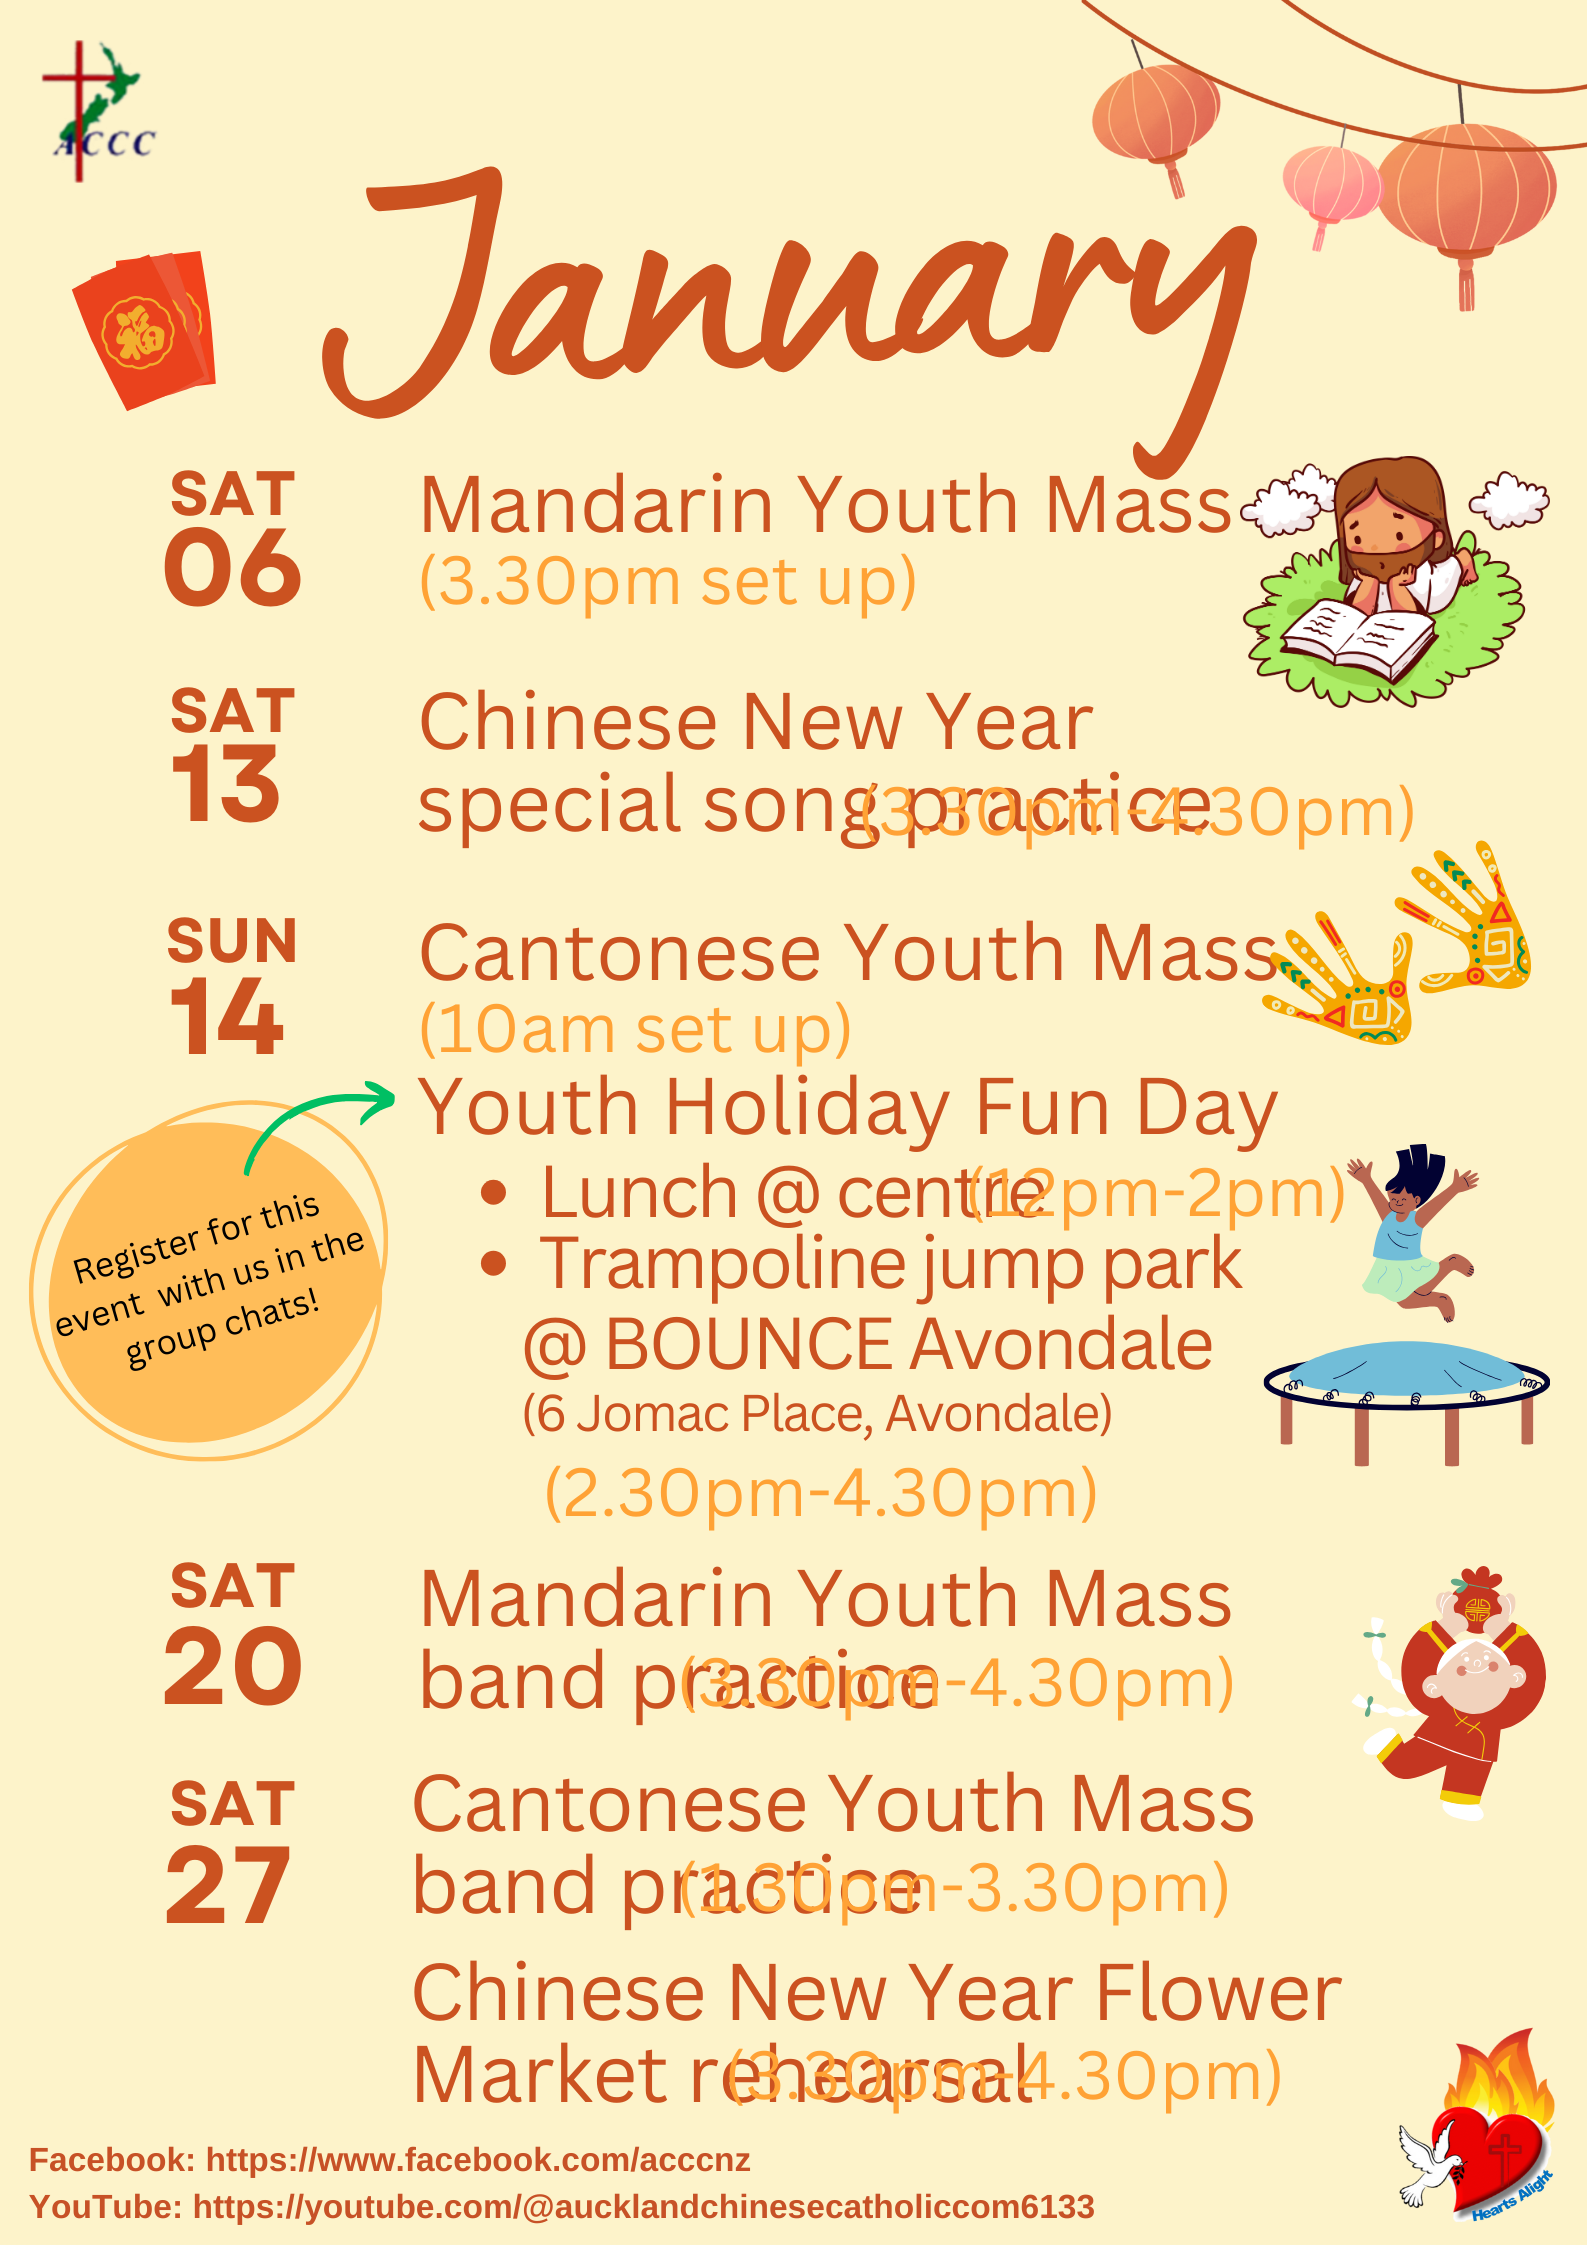 ACCC
January
福
SAT
06
Mandarin Youth Mass
(3.30pm set up)
SAT
13
Chinese New Year
special song practice (3.30pm-4.30pm)
SUN
14
Cantonese Youth Mass
(10am set up)
Youth Holiday Fun Day
• Lunch @ centre (12pm-2pm)
• Trampoline jump park
@ BOUNCE Avondale
(6 Jomac Place, Avondale)
(2.30pm-4.30pm)
Register for this
event with us in the
group chats!
SAT
20
Mandarin Youth Mass
band practice (3.30pm-4.30pm)
SAT
27
Cantonese Youth Mass
band practice (1.30pm-3.30pm)
Chinese New Year Flower
Market rehearsal (3.30pm-4.30pm)
Facebook: https://www.facebook.com/acccnz
YouTube: https://youtube.com/@aucklandchinesecatholiccom6133
Hearts Alight